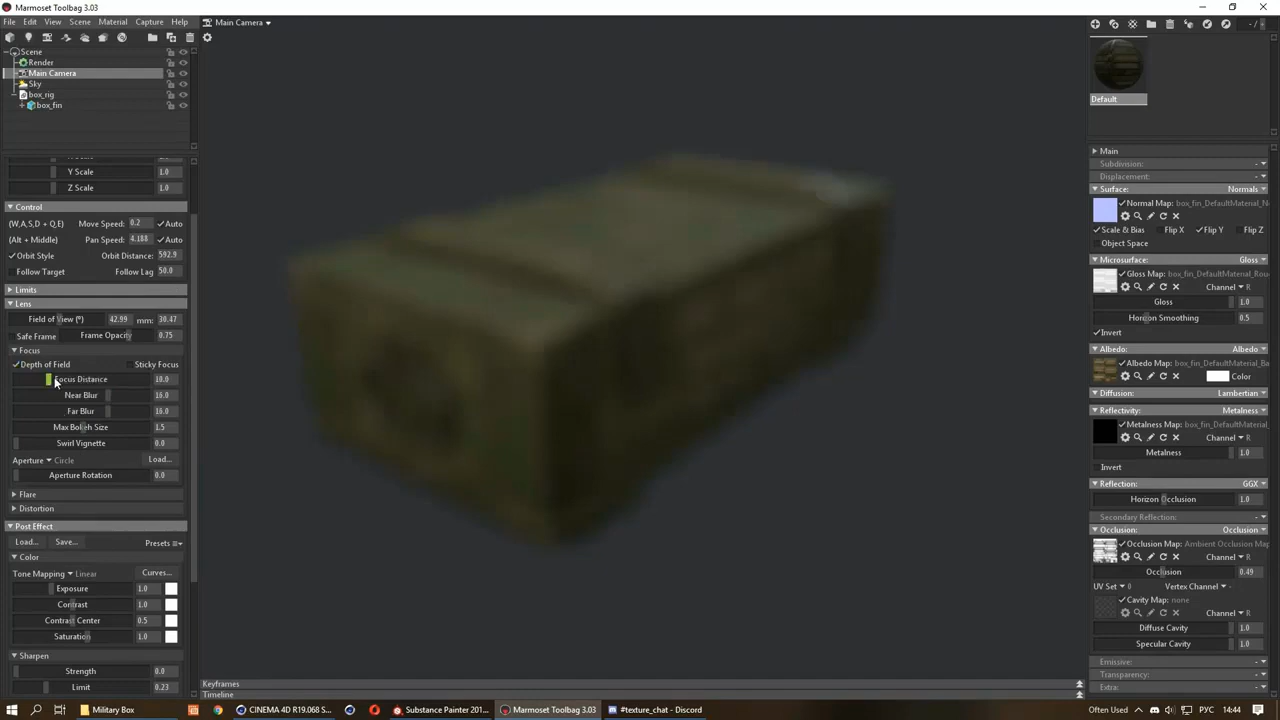 Marmoset Toolbag 3.03
File Edit View Scene Material Capture Help
Main Camera
Scene
Render
Main Camera
Sky
box_rig
box_fin
Y Scale 1.0
Z Scale 1.0
Control
(W,A,S,D + Q,E) Move Speed: 0.2 Auto
(Alt + Middle) Pan Speed: 4.188 Auto
Orbit Style Orbit Distance: 592.9
Follow Target Follow Lag 50.0
Limits
Lens
Field of View (°) 42.99 mm: 30.47
Safe Frame Frame Opacity 0.75
Focus
Depth of Field Sticky Focus
Focus Distance 10.0
Near Blur 16.0
Far Blur 16.0
Max Bokeh Size 1.5
Swirl Vignette 0.0
Aperture Circle Load...
Aperture Rotation 0.0
Flare
Distortion
Post Effect
Load... Save... Presets
Color
Tone Mapping Linear Curves...
Exposure 1.0
Contrast 1.0
Contrast Center 0.5
Saturation 1.0
Sharpen
Strength 0.0
Limit 0.23
Keyframes
Timeline
- /
Default
Main
Subdivision: -
Displacement: -
Surface: Normals
Normal Map: box_fin_DefaultMaterial_N
Scale & Bias Flip X Flip Y Flip Z
Object Space
Microsurface: Gloss
Gloss Map: box_fin_DefaultMaterial_Rou
Channel R
Gloss 1.0
Horizon Smoothing 0.5
Invert
Albedo: Albedo
Albedo Map: box_fin_DefaultMaterial_Ba
Color
Diffusion: Lambertian
Reflectivity: Metalness
Metalness Map: box_fin_DefaultMaterial_
Channel R
Metalness 1.0
Invert
Reflection: GGX
Horizon Occlusion 1.0
Secondary Reflection: -
Occlusion: Occlusion
Occlusion Map: Ambient Occlusion Map
Channel R
Occlusion 0.49
UV Set 0 Vertex Channel -
Cavity Map: none
Channel R
Diffuse Cavity 1.0
Specular Cavity 1.0
Emissive: -
Transparency: -
Extra: -
Military Box
CINEMA 4D R19.068 S...
Substance Painter 201...
Marmoset Toolbag 3.03
#texture_chat - Discord
Often Used
РУС
14:44